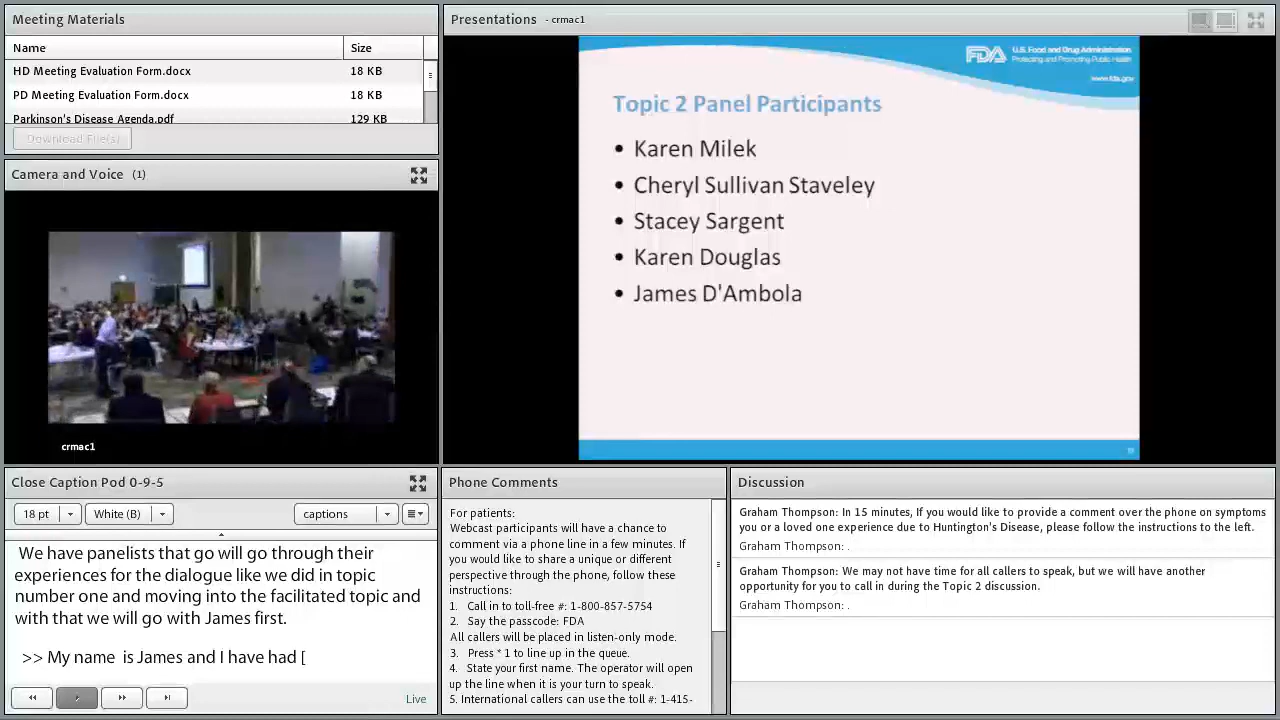 Meeting Materials
Name Size
HD Meeting Evaluation Form.docx 18 KB
PD Meeting Evaluation Form.docx 18 KB
Parkinson's Disease Agenda.pdf 129 KB
Download File(s)
Camera and Voice (1)
crmac1
Presentations - crmac1
FDA U.S. Food and Drug Administration
Protecting and Promoting Public Health
www.fda.gov
Topic 2 Panel Participants
• Karen Milek
• Cheryl Sullivan Staveley
• Stacey Sargent
• Karen Douglas
• James D'Ambola
Close Caption Pod 0-9-5
18 pt White (B) captions
We have panelists that go will go through their
experiences for the dialogue like we did in topic
number one and moving into the facilitated topic and
with that we will go with James first.
>> My name is James and I have had [
Live
Phone Comments
For patients:
Webcast participants will have a chance to
comment via a phone line in a few minutes. If
you would like to share a unique or different
perspective through the phone, follow these
instructions:
1. Call in to toll-free #: 1-800-857-5754
2. Say the passcode: FDA
All callers will be placed in listen-only mode.
3. Press * 1 to line up in the queue.
4. State your first name. The operator will open
up the line when it is your turn to speak.
5. International callers can use the toll #: 1-415-
Discussion
Graham Thompson: In 15 minutes, If you would like to provide a comment over the phone on symptoms
you or a loved one experience due to Huntington's Disease, please follow the instructions to the left.
Graham Thompson: .
Graham Thompson: We may not have time for all callers to speak, but we will have another
opportunity for you to call in during the Topic 2 discussion.
Graham Thompson: .